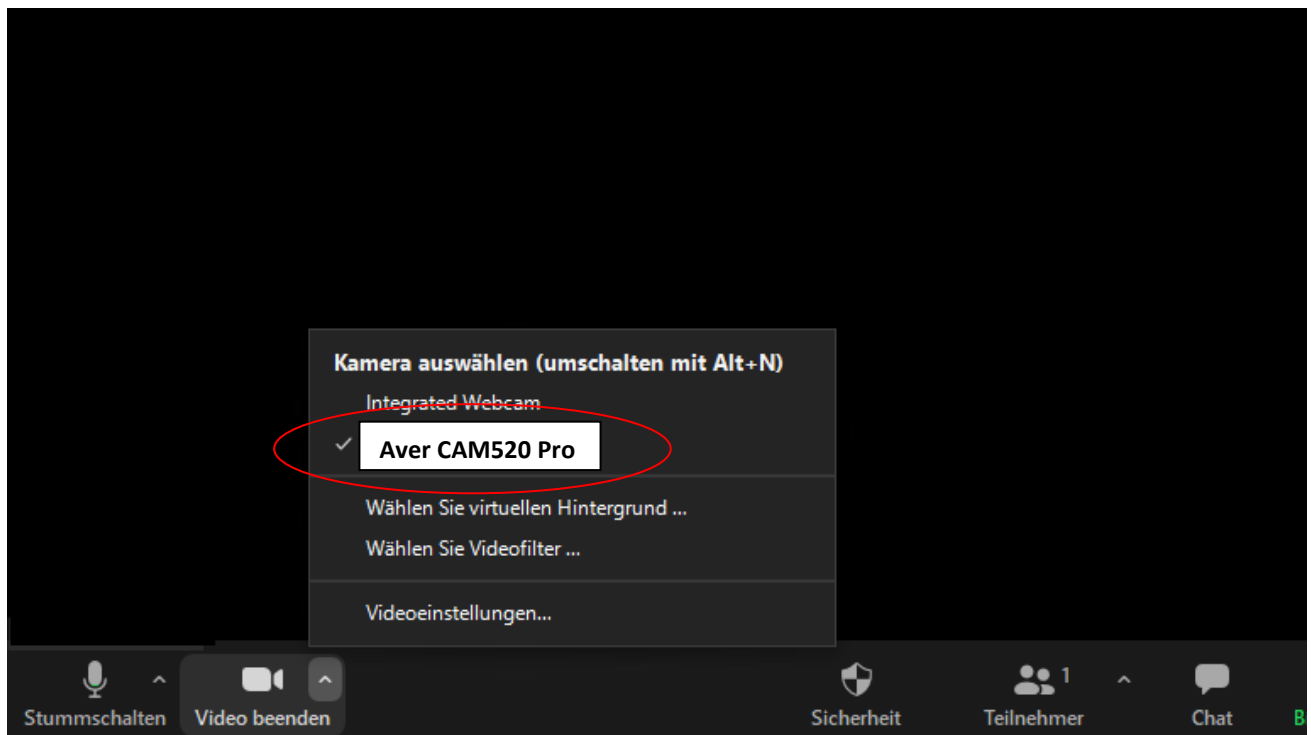 Kamera auswählen (umschalten mit Alt+N)
Integrated Webcam
Aver CAM520 Pro
Wählen Sie virtuellen Hintergrund ...
Wählen Sie Videofilter ...
Videoeinstellungen...
1
Stummschalten Video beenden Sicherheit Teilnehmer Chat